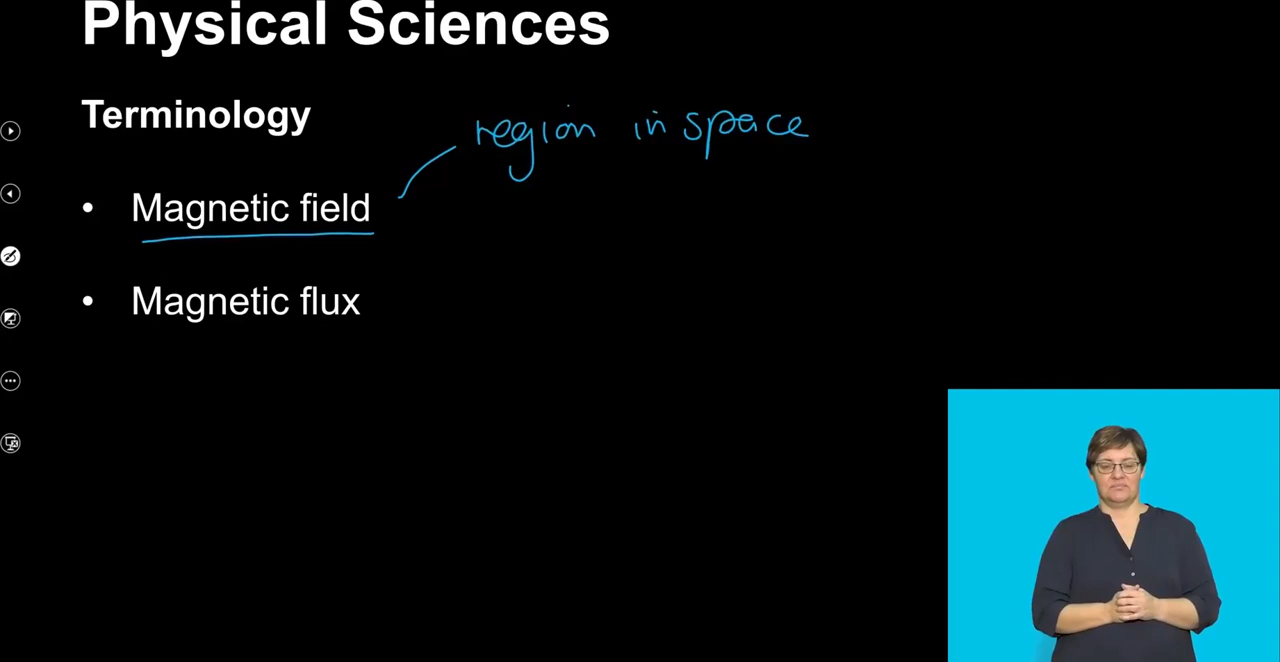 Physical Sciences
Terminology
region in space
• Magnetic field
• Magnetic flux